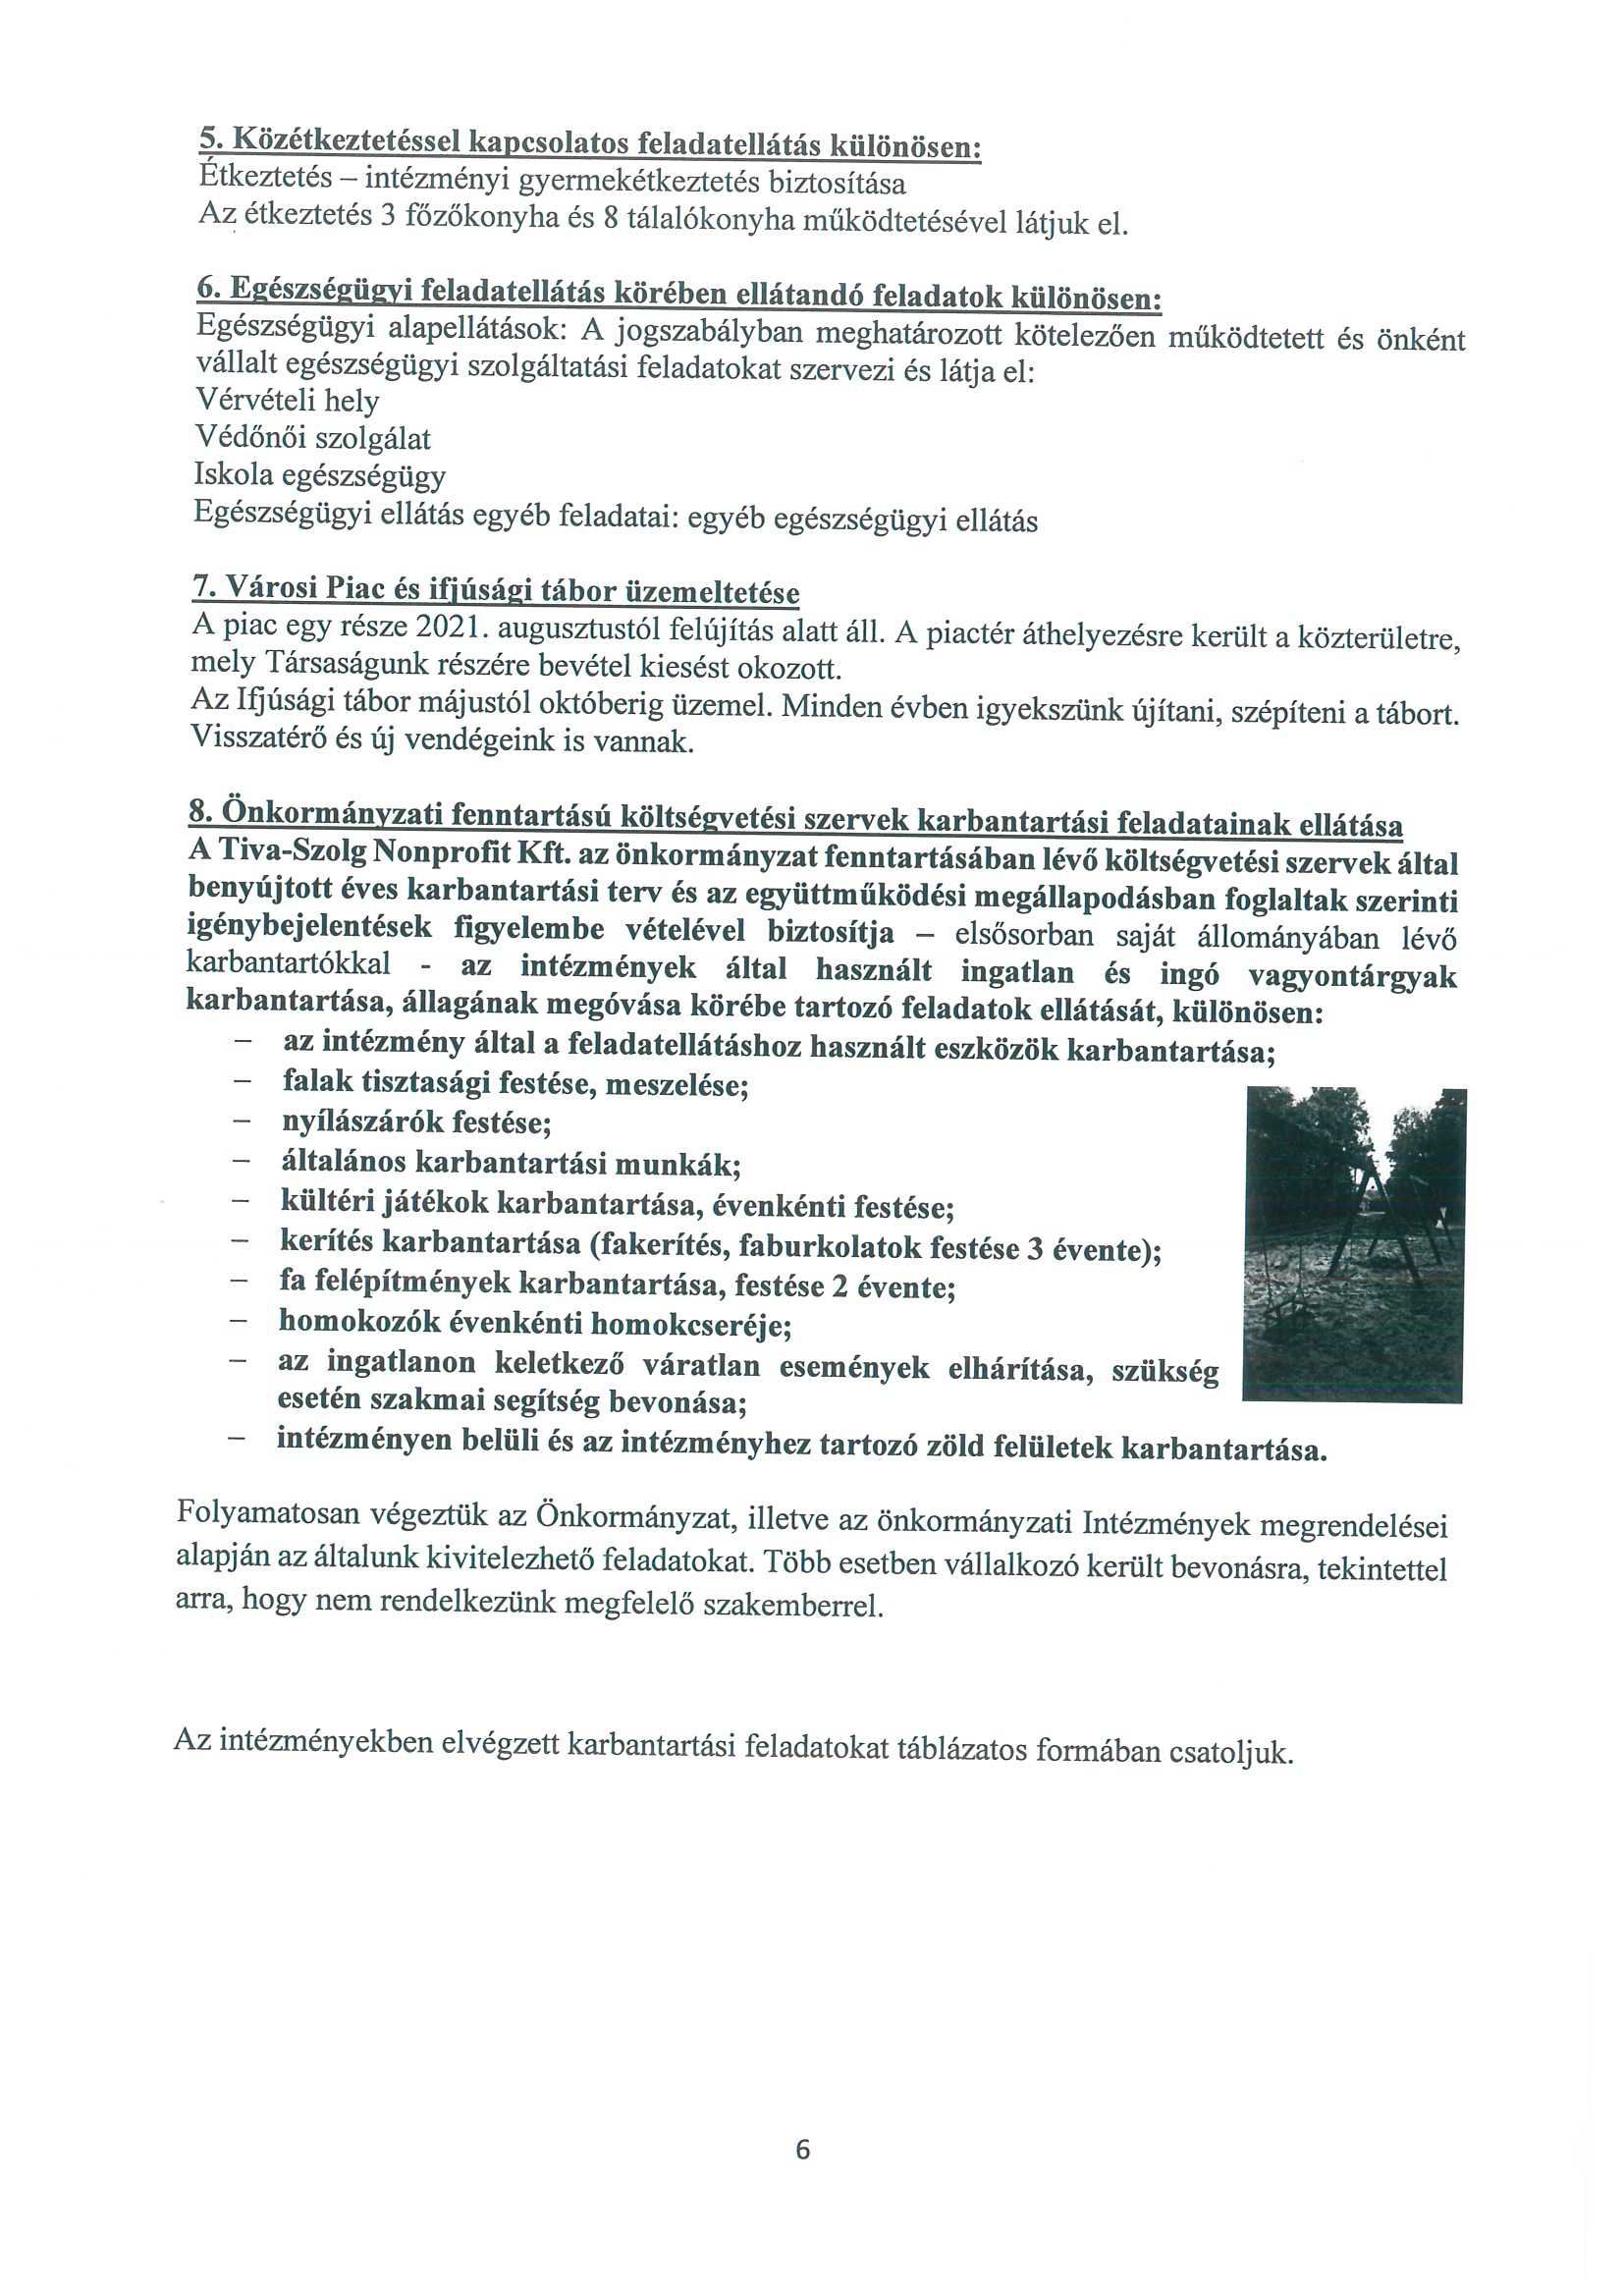 5. Közétkeztetéssel kapcsolatos feladatellátás különösen:
Étkeztetés – intézményi gyermekétkeztetés biztosítása
Az étkeztetés 3 főzőkonyha és 8 tálalókonyha működtetésével látjuk el.
6. Egészségügyi feladatellátás körében ellátandó feladatok különösen:
Egészségügyi alapellátások: A jogszabályban meghatározott kötelezően működtetett és önként
vállalt egészségügyi szolgáltatási feladatokat szervezi és látja el:
Vérvételi hely
Védőnői szolgálat
Iskola egészségügy
Egészségügyi ellátás egyéb feladatai: egyéb egészségügyi ellátás
7. Városi Piac és ifjúsági tábor üzemeltetése
A piac egy része 2021. augusztustól felújítás alatt áll. A piactér áthelyezésre került a közterületre,
mely Társaságunk részére bevétel kiesést okozott.
Az Ifjúsági tábor májustól októberig üzemel. Minden évben igyekszünk újítani, szépíteni a tábort.
Visszatérő és új vendégeink is vannak.
8. Önkormányzati fenntartású költségvetési szervek karbantartási feladatainak ellátása
A Tiva-Szolg Nonprofit Kft. az önkormányzat fenntartásában lévő költségvetési szervek által
benyújtott éves karbantartási terv és az együttműködési megállapodásban foglaltak szerinti
igénybejelentések figyelembe vételével biztosítja – elsősorban saját állományában lévő
karbantartókkal - az intézmények által használt ingatlan és ingó vagyontárgyak
karbantartása, állagának megóvása körébe tartozó feladatok ellátását, különösen:
– az intézmény által a feladatellátáshoz használt eszközök karbantartása;
– falak tisztasági festése, meszelése;
– nyílászárók festése;
– általános karbantartási munkák;
– kültéri játékok karbantartása, évenkénti festése;
– kerítés karbantartása (fakerítés, faburkolatok festése 3 évente);
– fa felépítmények karbantartása, festése 2 évente;
– homokozók évenkénti homokcseréje;
– az ingatlanon keletkező váratlan események elhárítása, szükség
esetén szakmai segítség bevonása;
– intézményen belüli és az intézményhez tartozó zöld felületek karbantartása.
Folyamatosan végeztük az Önkormányzat, illetve az önkormányzati Intézmények megrendelései
alapján az általunk kivitelezhető feladatokat. Több esetben vállalkozó került bevonásra, tekintettel
arra, hogy nem rendelkezünk megfelelő szakemberrel.
Az intézményekben elvégzett karbantartási feladatokat táblázatos formában csatoljuk.
6